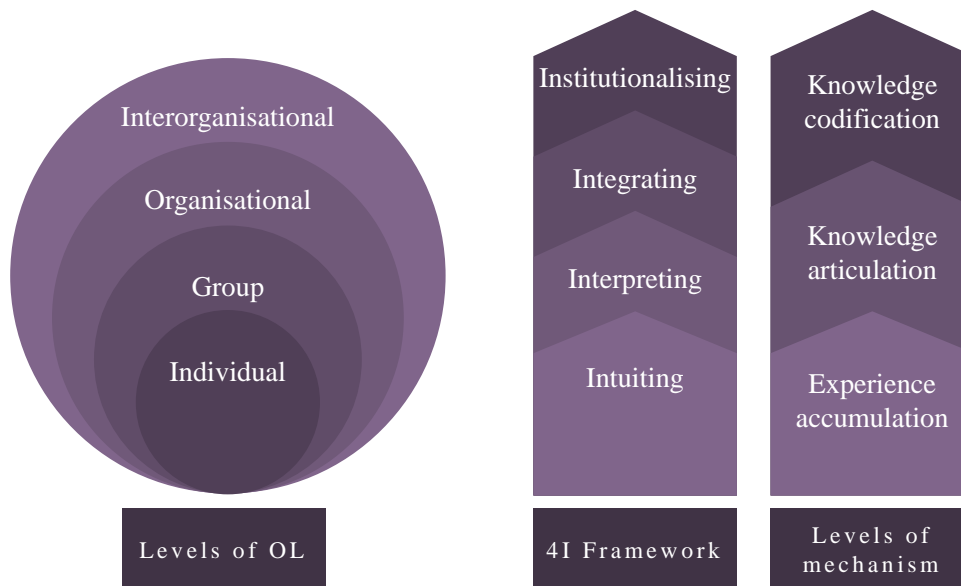 Interorganisational
Organisational
Group
Individual
Levels of OL
Institutionalising
Integrating
Interpreting
Intuiting
4I Framework
Knowledge
codification
Knowledge
articulation
Experience
accumulation
Levels of
mechanism